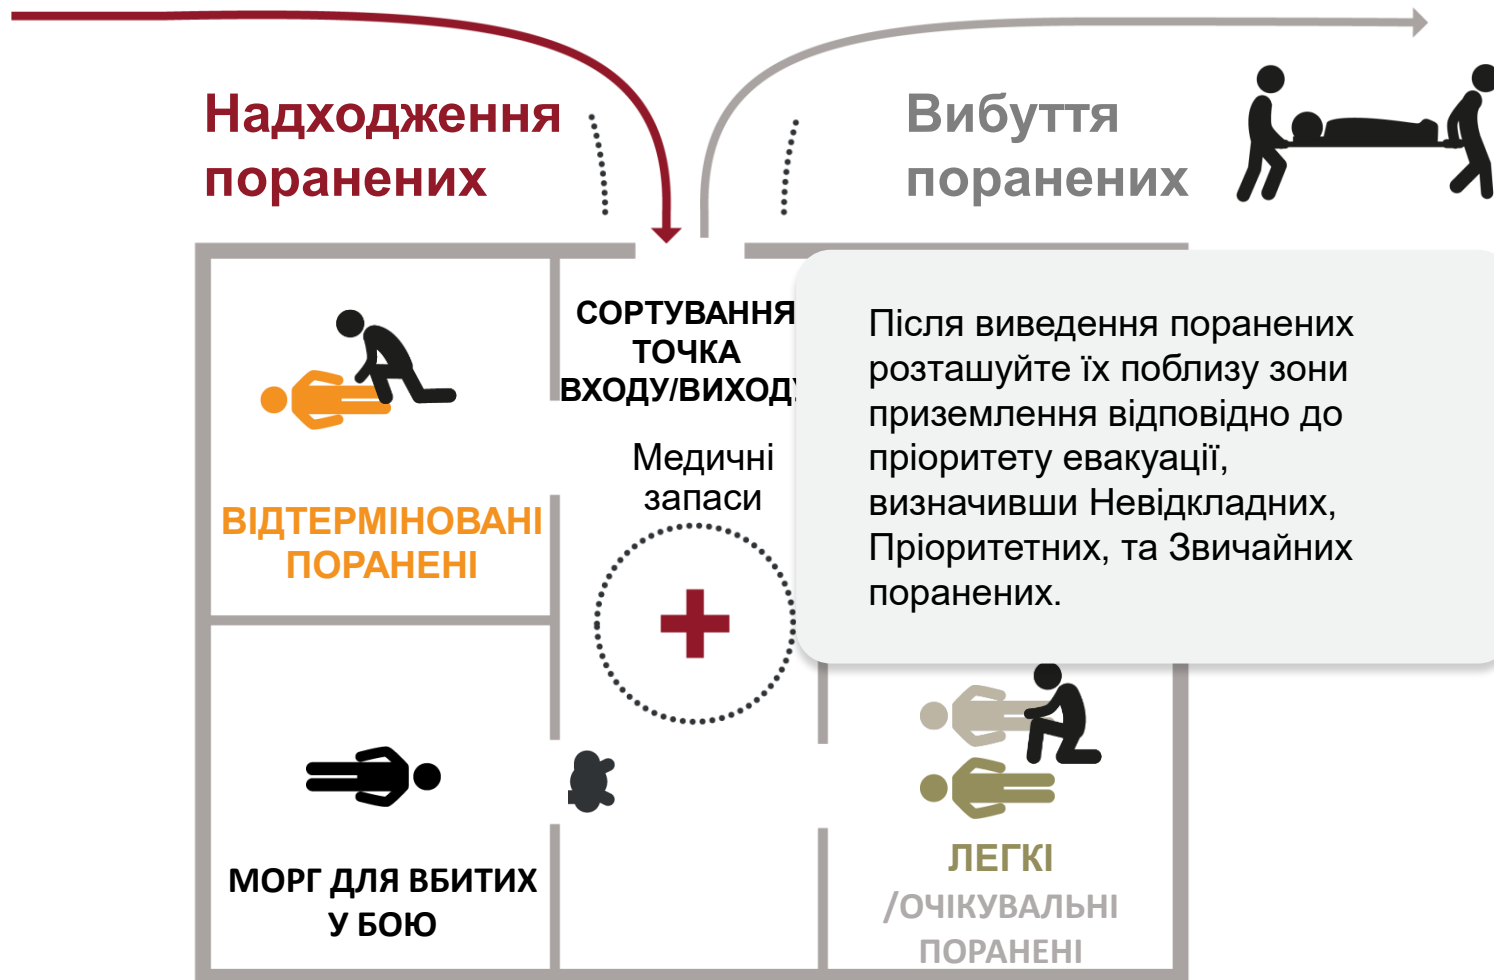 Надходження
поранених
Вибуття
поранених
СОРТУВАННЯ
ТОЧКА
ВХОДУ/ВИХОДУ
Медичні
запаси
ВІДТЕРМІНОВАНІ
ПОРАНЕНІ
Після виведення поранених
розташуйте їх поблизу зони
приземлення відповідно до
пріоритету евакуації,
визначивши Невідкладних,
Пріоритетних, та Звичайних
поранених.
МОРГ ДЛЯ ВБИТИХ
У БОЮ
ЛЕГКІ
/ОЧІКУВАЛЬНІ
ПОРАНЕНІ